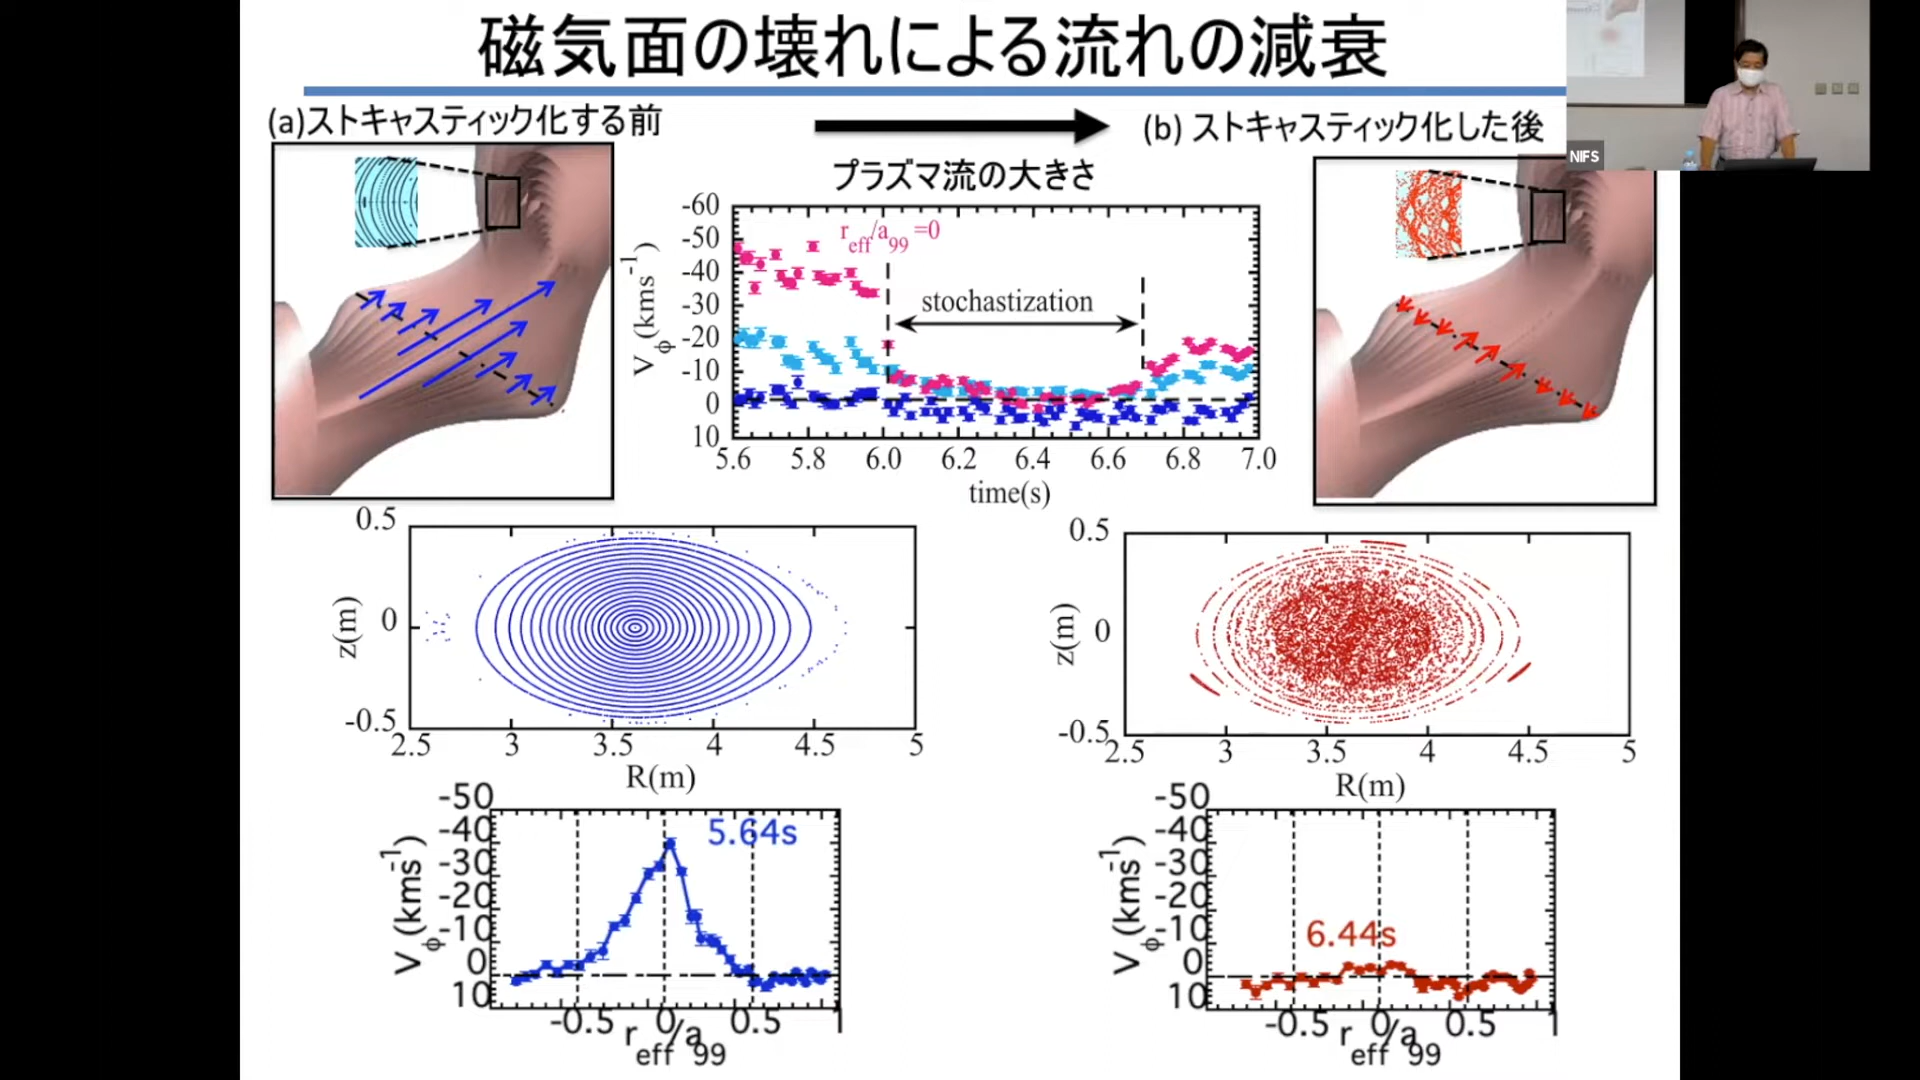 磁気面の壊れによる流れの減衰
(a)ストキャスティック化する前
(b) ストキャスティック化した後
NIFS
プラズマ流の大きさ
-60
-50
-40
-30
-20
-10
0
10
V_ϕ (kms⁻¹)
r_eff/a_99 =0
stochastization
5.6 5.8 6.0 6.2 6.4 6.6 6.8 7.0
time(s)
0.5
0
-0.5
z(m)
2.5 3 3.5 4 4.5 5
R(m)
0.5
0
-0.5
z(m)
2.5 3 3.5 4 4.5 5
R(m)
-50
-40
-30
-20
-10
0
10
V_ϕ (kms⁻¹)
5.64s
-0.5 0 0.5 1
r_eff/a_99
-50
-40
-30
-20
-10
0
10
V_ϕ (kms⁻¹)
6.44s
-0.5 0 0.5 1
r_eff/a_99